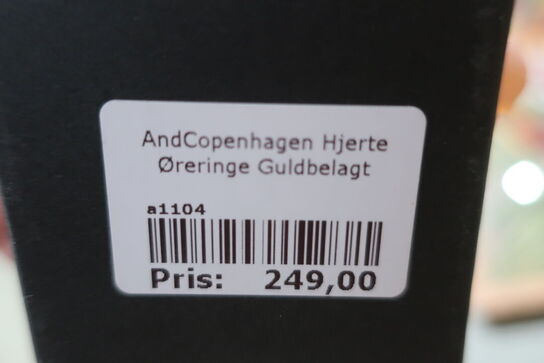 AndCopenhagen Hjerte
Øreringe Guldbelagt
a1104
Pris: 249,00